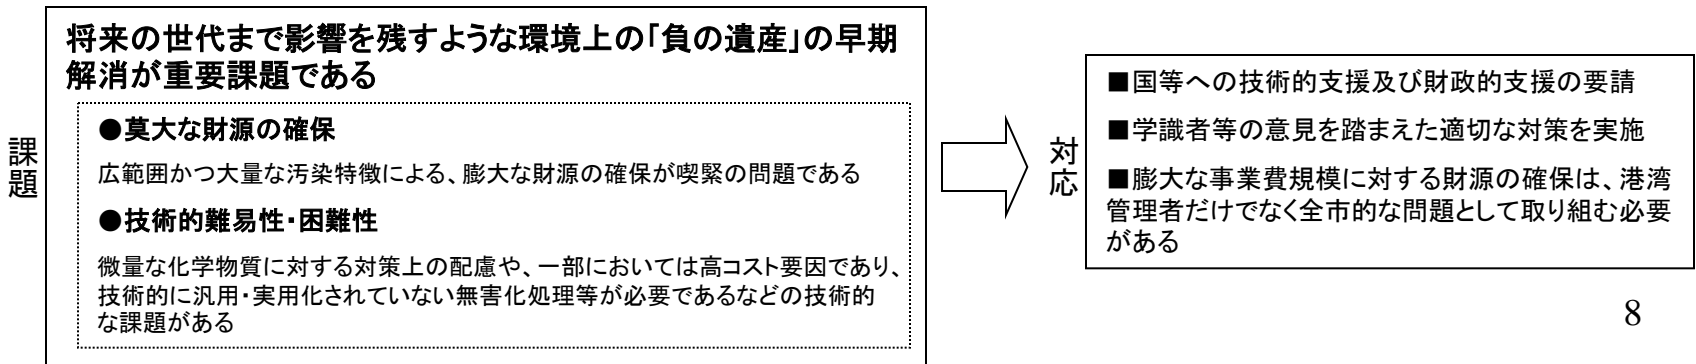 課題
将来の世代まで影響を残すような環境上の「負の遺産」の早期
解消が重要課題である
●莫大な財源の確保
広範囲かつ大量な汚染特徴による、膨大な財源の確保が喫緊の問題である
●技術的難易性・困難性
微量な化学物質に対する対策上の配慮や、一部においては高コスト要因であり、
技術的に汎用・実用化されていない無害化処理等が必要であるなどの技術的
な課題がある
対応
■国等への技術的支援及び財政的支援の要請
■学識者等の意見を踏まえた適切な対策を実施
■膨大な事業費規模に対する財源の確保は、港湾
管理者だけでなく全市的な問題として取り組む必要
がある
8